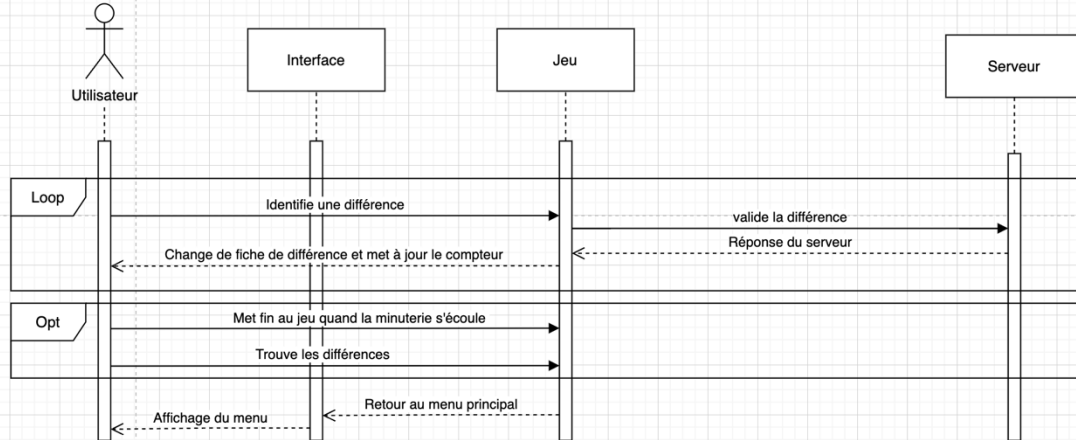 Utilisateur
Interface
Jeu
Serveur
Loop
Identifie une différence
valide la différence
Réponse du serveur
Change de fiche de différence et met à jour le compteur
Opt
Met fin au jeu quand la minuterie s'écoule
Trouve les différences
Retour au menu principal
Affichage du menu